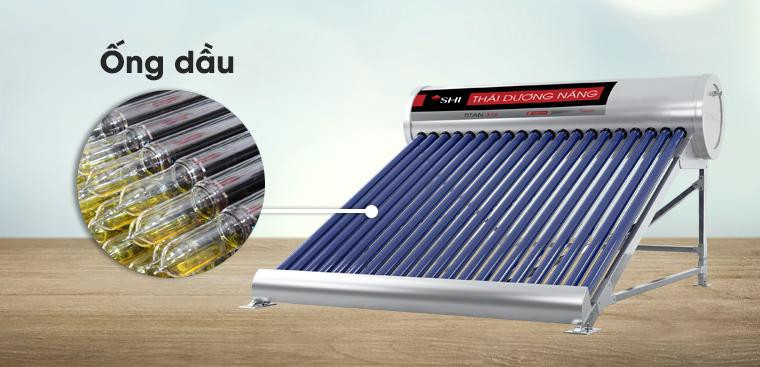 Ống dầu
SHI THÁI DƯƠNG NĂNG
TITAN